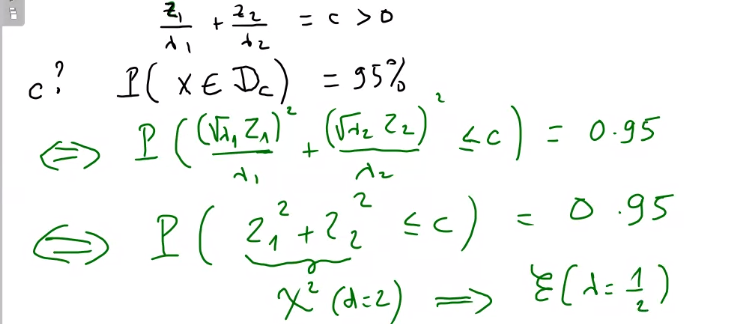 z₁/λ₁ + z₂/λ₂ = c > 0
c? P( X ∈ D_c) = 95%
⟺ P( (√λ₁ Z₁)²/λ₁ + (√λ₂ Z₂)²/λ₂ ≤ c ) = 0.95
⟺ P( Z₁² + Z₂² ≤ c ) = 0.95
χ² (d=2) ⟹ ℰ(λ = 1/2)